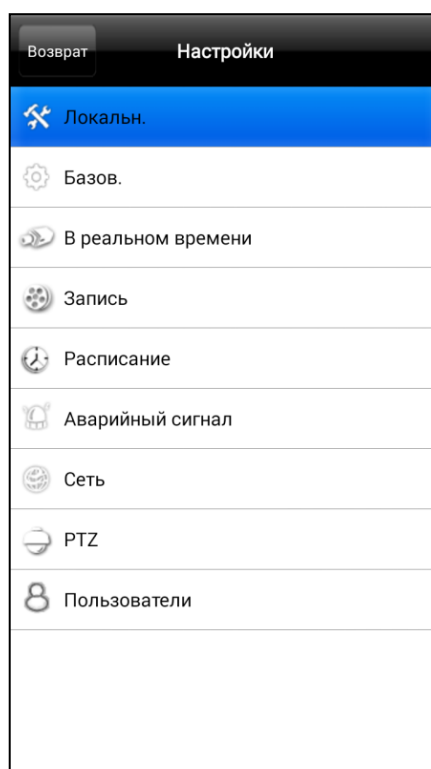 Возврат
Настройки
Локальн.
Базов.
В реальном времени
Запись
Расписание
Аварийный сигнал
Сеть
PTZ
Пользователи